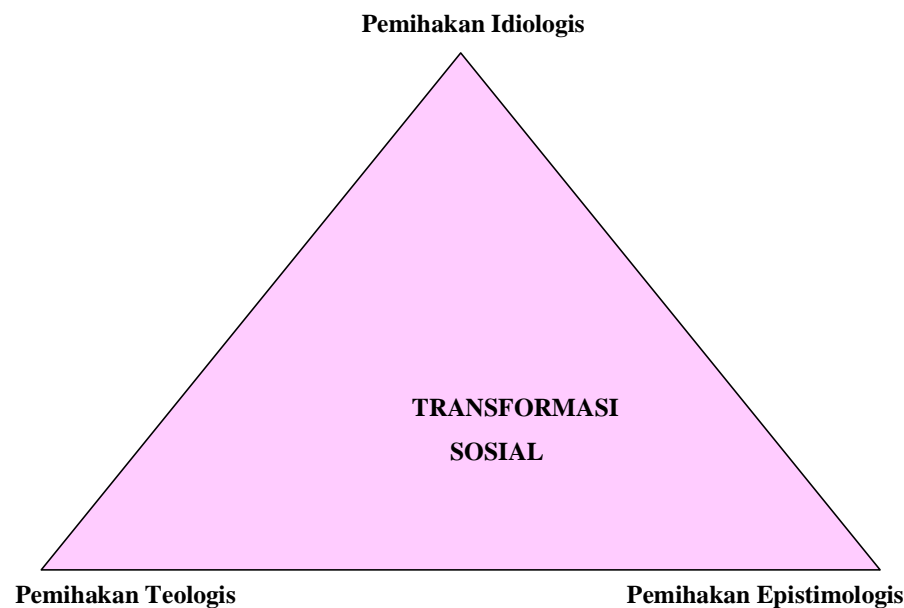 Pemihakan Idiologis
TRANSFORMASI
SOSIAL
Pemihakan Teologis
Pemihakan Epistimologis